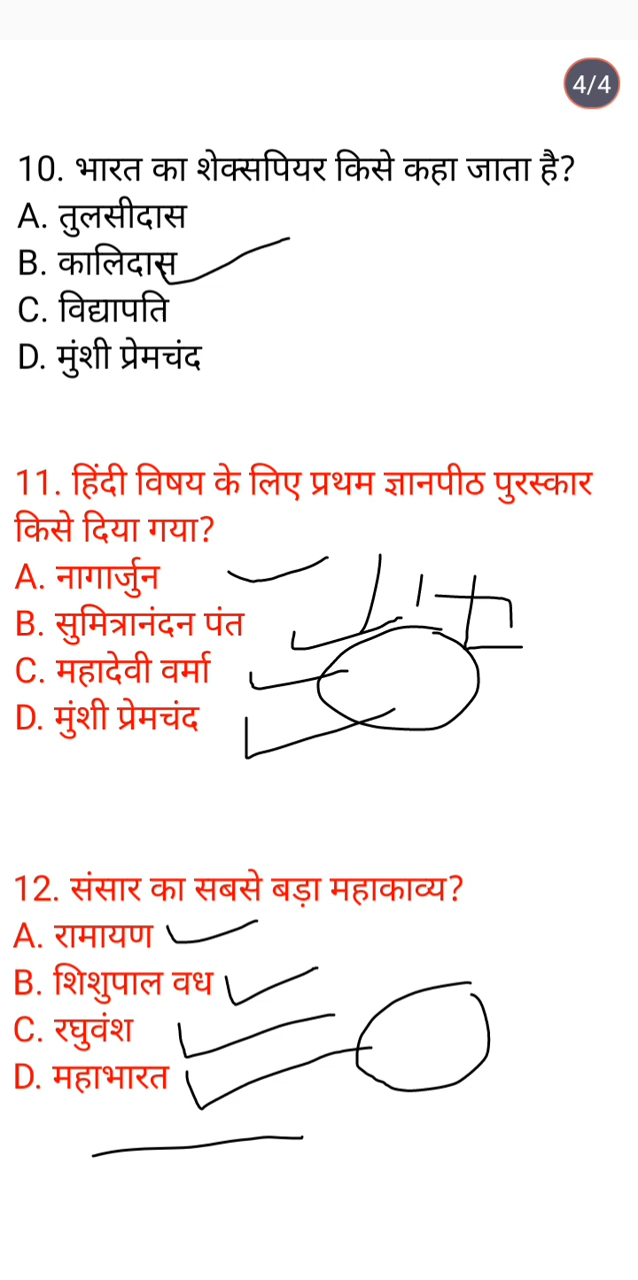 4/4
10. भारत का शेक्सपियर किसे कहा जाता है?
A. तुलसीदास
B. कालिदास
C. विद्यापति
D. मुंशी प्रेमचंद
11. हिंदी विषय के लिए प्रथम ज्ञानपीठ पुरस्कार
किसे दिया गया?
A. नागार्जुन
B. सुमित्रानंदन पंत
C. महादेवी वर्मा
D. मुंशी प्रेमचंद
12. संसार का सबसे बड़ा महाकाव्य?
A. रामायण
B. शिशुपाल वध
C. रघुवंश
D. महाभारत